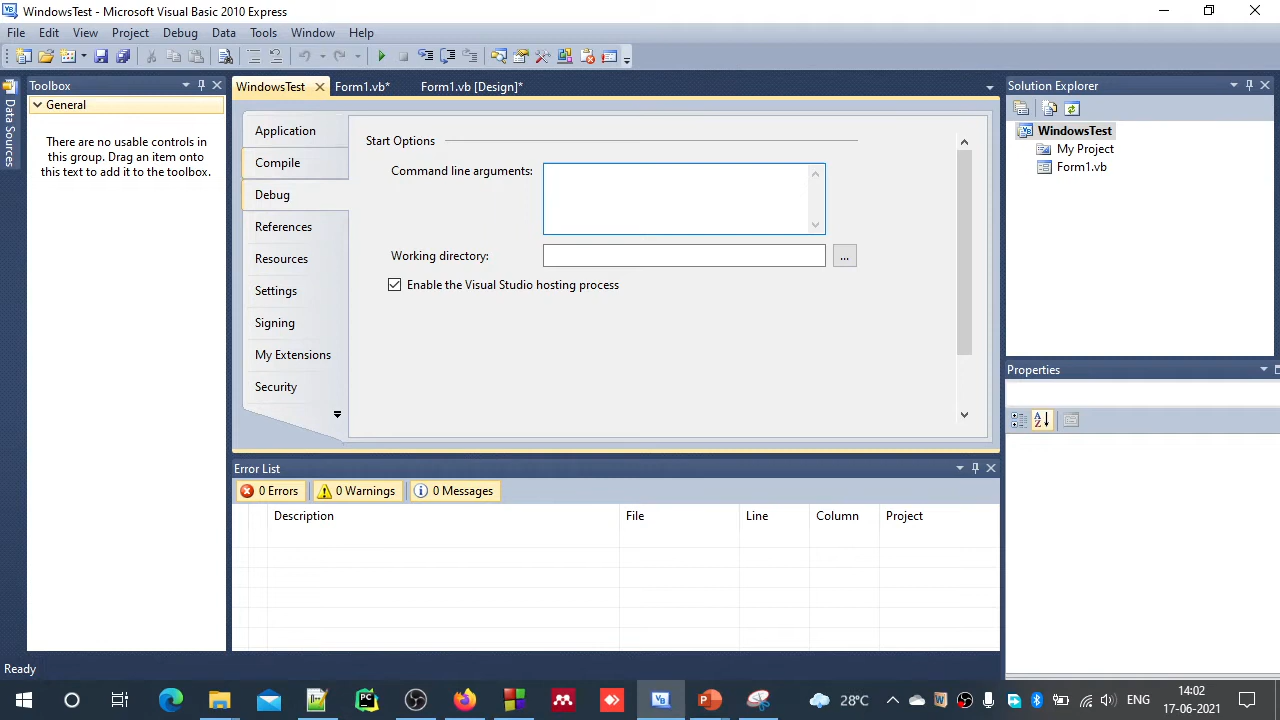 WindowsTest - Microsoft Visual Basic 2010 Express
File Edit View Project Debug Data Tools Window Help
Data Sources
Toolbox
General
There are no usable controls in
this group. Drag an item onto
this text to add it to the toolbox.
WindowsTest Form1.vb* Form1.vb [Design]*
Application
Compile
Debug
References
Resources
Settings
Signing
My Extensions
Security
Start Options
Command line arguments:
Working directory:
...
Enable the Visual Studio hosting process
Solution Explorer
WindowsTest
My Project
Form1.vb
Properties
Error List
0 Errors 0 Warnings 0 Messages
Description File Line Column Project
Ready
28°C ENG 14:02
17-06-2021